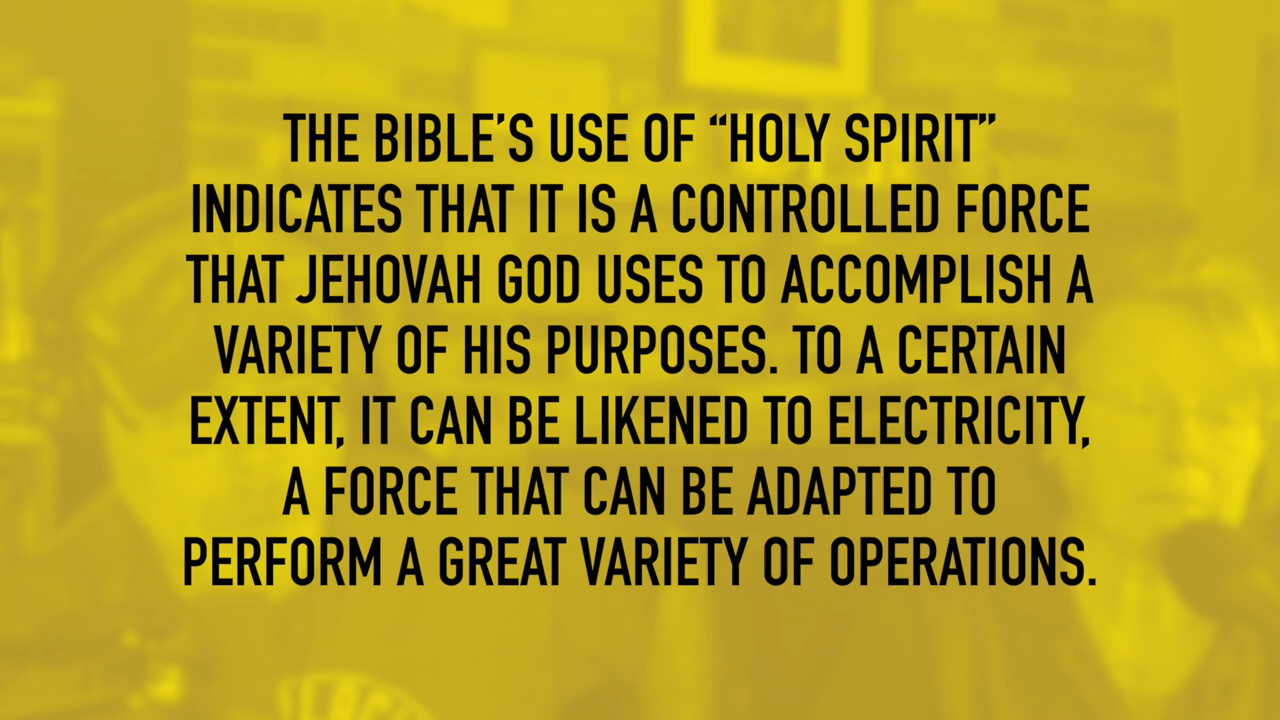 THE BIBLE’S USE OF “HOLY SPIRIT”
INDICATES THAT IT IS A CONTROLLED FORCE
THAT JEHOVAH GOD USES TO ACCOMPLISH A
VARIETY OF HIS PURPOSES. TO A CERTAIN
EXTENT, IT CAN BE LIKENED TO ELECTRICITY,
A FORCE THAT CAN BE ADAPTED TO
PERFORM A GREAT VARIETY OF OPERATIONS.